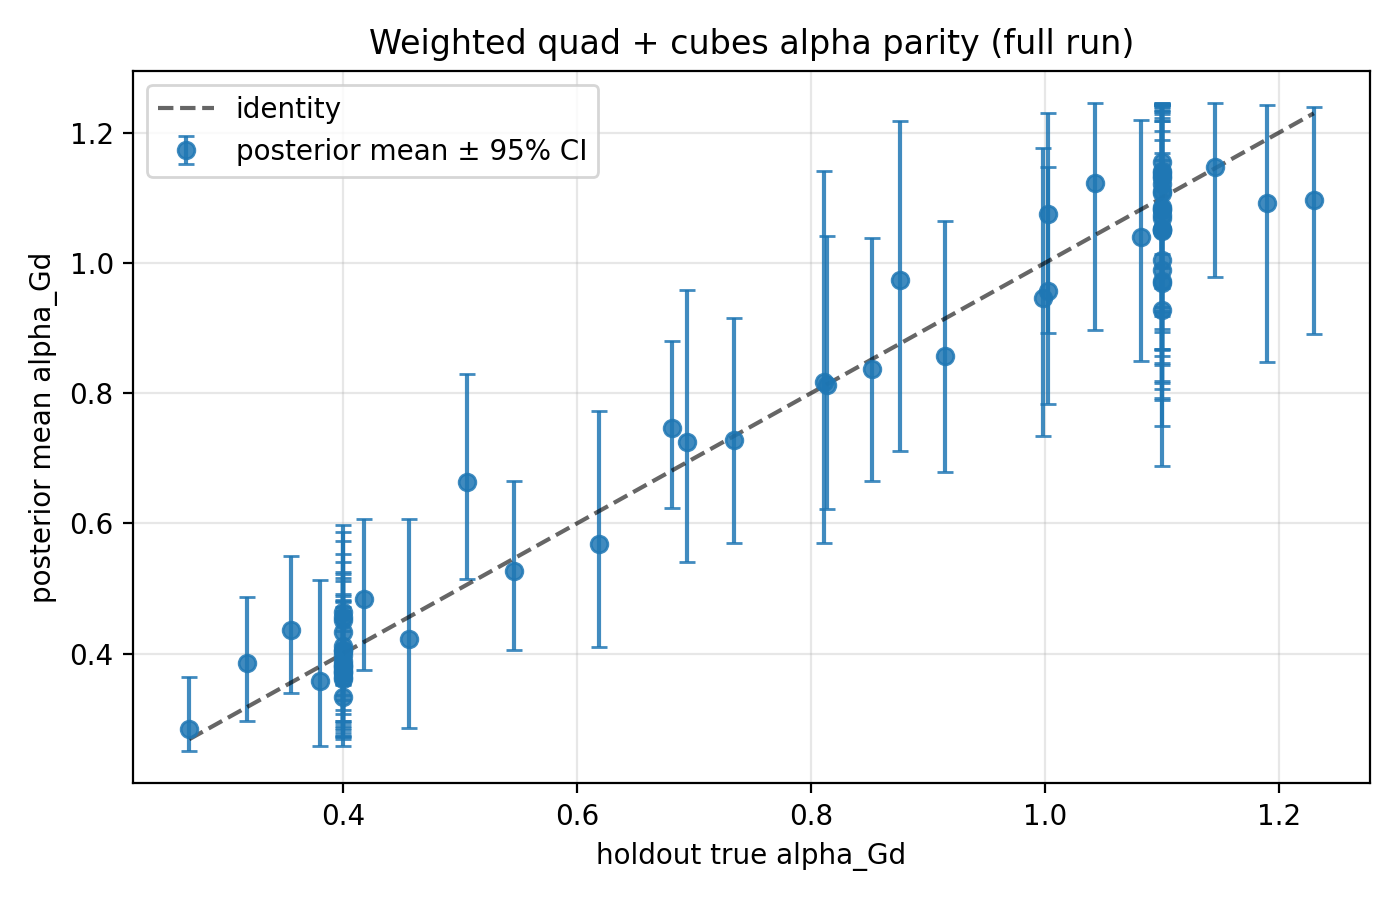 Weighted quad + cubes alpha parity (full run)
identity
posterior mean ± 95% CI
posterior mean alpha_Gd
1.2
1.0
0.8
0.6
0.4
0.4 0.6 0.8 1.0 1.2
holdout true alpha_Gd